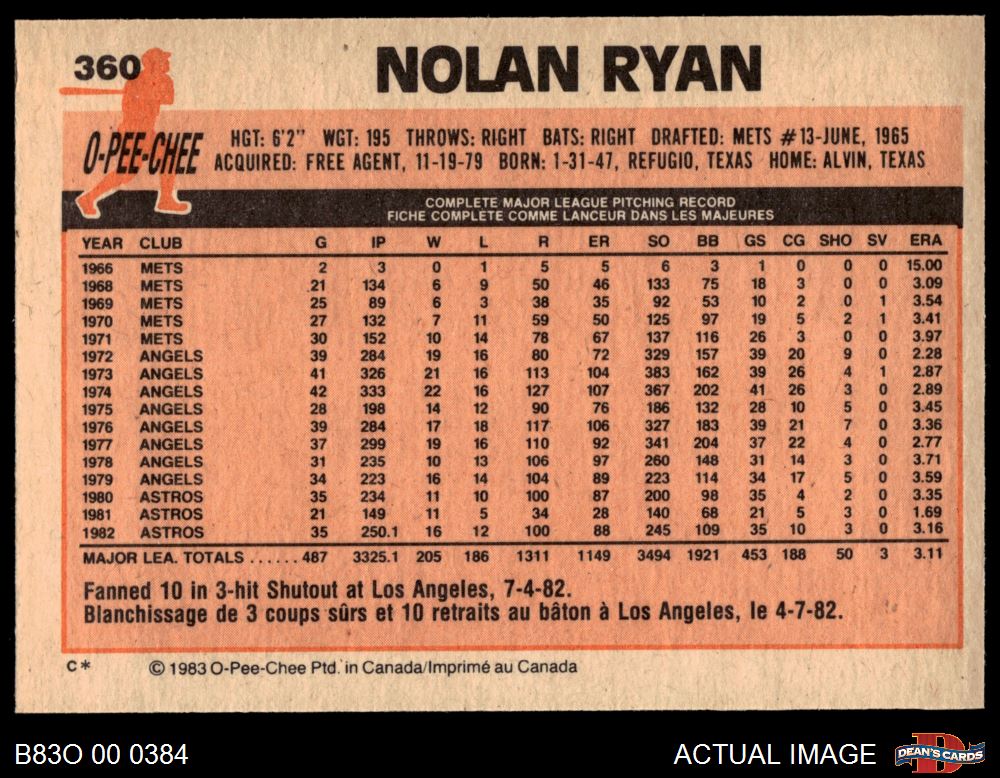 360
NOLAN RYAN
O-PEE-CHEE
HGT: 6'2" WGT: 195 THROWS: RIGHT BATS: RIGHT DRAFTED: METS #13-JUNE, 1965
ACQUIRED: FREE AGENT, 11-19-79 BORN: 1-31-47, REFUGIO, TEXAS HOME: ALVIN, TEXAS
COMPLETE MAJOR LEAGUE PITCHING RECORD
FICHE COMPLETE COMME LANCEUR DANS LES MAJEURES
YEAR CLUB G IP W L R ER SO BB GS CG SHO SV ERA
1966 METS 2 3 0 1 5 5 6 3 1 0 0 0 15.00
1968 METS 21 134 6 9 50 46 133 75 18 3 0 0 3.09
1969 METS 25 89 6 3 38 35 92 53 10 2 0 1 3.54
1970 METS 27 132 7 11 59 50 125 97 19 5 2 1 3.41
1971 METS 30 152 10 14 78 67 137 116 26 3 0 0 3.97
1972 ANGELS 39 284 19 16 80 72 329 157 39 20 9 0 2.28
1973 ANGELS 41 326 21 16 113 104 383 162 39 26 4 1 2.87
1974 ANGELS 42 333 22 16 127 107 367 202 41 26 3 0 2.89
1975 ANGELS 28 198 14 12 90 76 186 132 28 10 5 0 3.45
1976 ANGELS 39 284 17 18 117 106 327 183 39 21 7 0 3.36
1977 ANGELS 37 299 19 16 110 92 341 204 37 22 4 0 2.77
1978 ANGELS 31 235 10 13 106 97 260 148 31 14 3 0 3.71
1979 ANGELS 34 223 16 14 104 89 223 114 34 17 5 0 3.59
1980 ASTROS 35 234 11 10 100 87 200 98 35 4 2 0 3.35
1981 ASTROS 21 149 11 5 34 28 140 68 21 5 3 0 1.69
1982 ASTROS 35 250.1 16 12 100 88 245 109 35 10 3 0 3.16
MAJOR LEA. TOTALS ...... 487 3325.1 205 186 1311 1149 3494 1921 453 188 50 3 3.11
Fanned 10 in 3-hit Shutout at Los Angeles, 7-4-82.
Blanchissage de 3 coups sûrs et 10 retraits au bâton à Los Angeles, le 4-7-82.
C* © 1983 O-Pee-Chee Ptd. in Canada/Imprimé au Canada
B83O 00 0384
ACTUAL IMAGE
D
DEAN'S CARDS